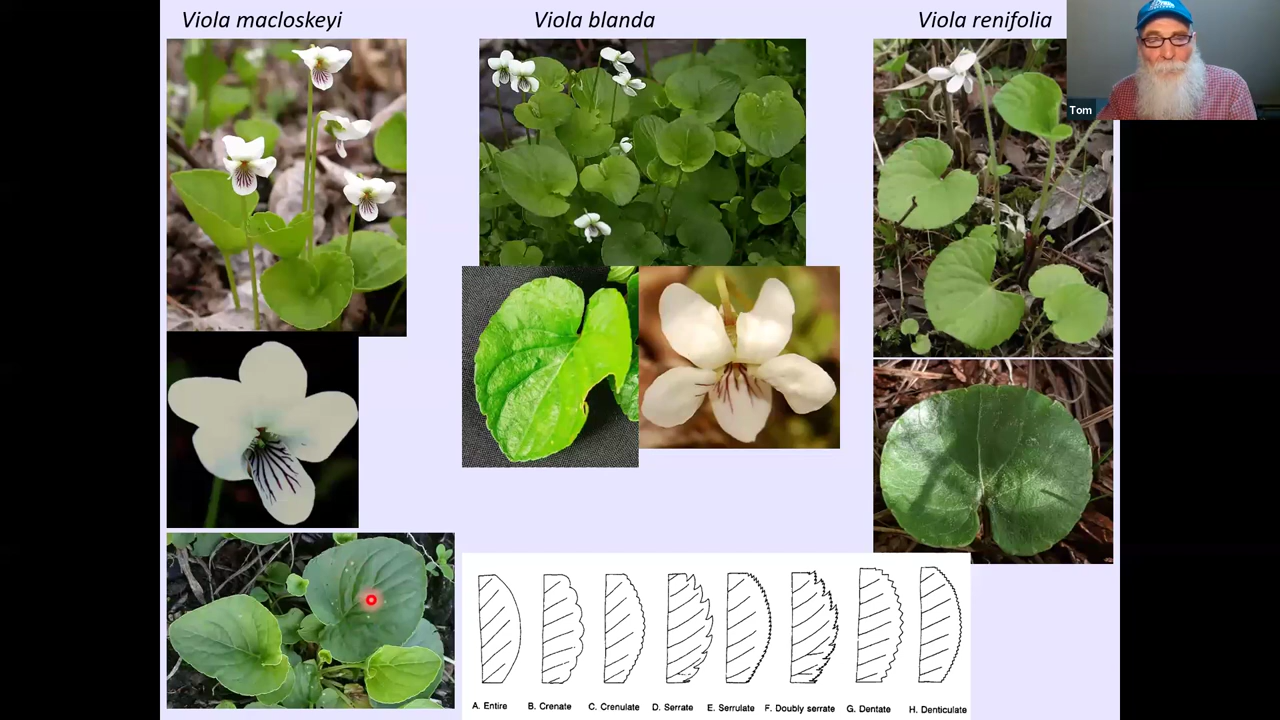 Viola macloskeyi
Viola blanda
Viola renifolia
Tom
A. Entire
B. Crenate
C. Crenulate
D. Serrate
E. Serrulate
F. Doubly serrate
G. Dentate
H. Denticulate